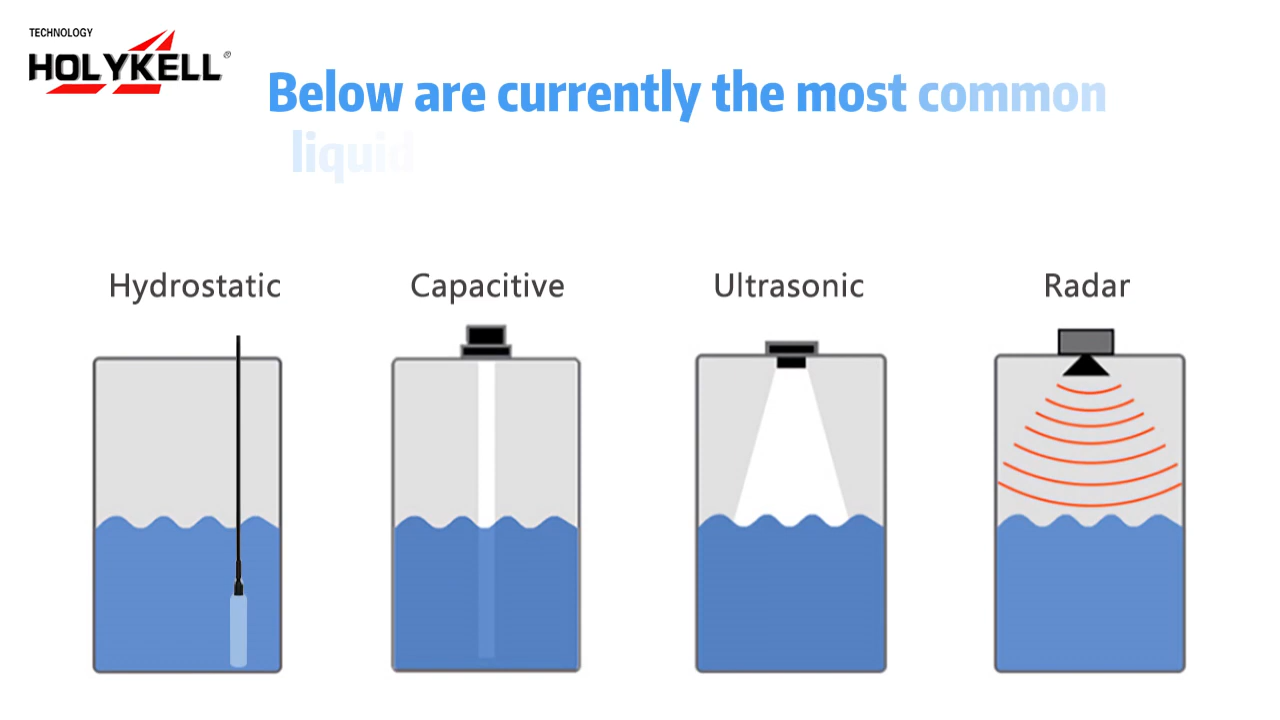 TECHNOLOGY
HOLYKELL®
Below are currently the most common
liquid
Hydrostatic
Capacitive
Ultrasonic
Radar